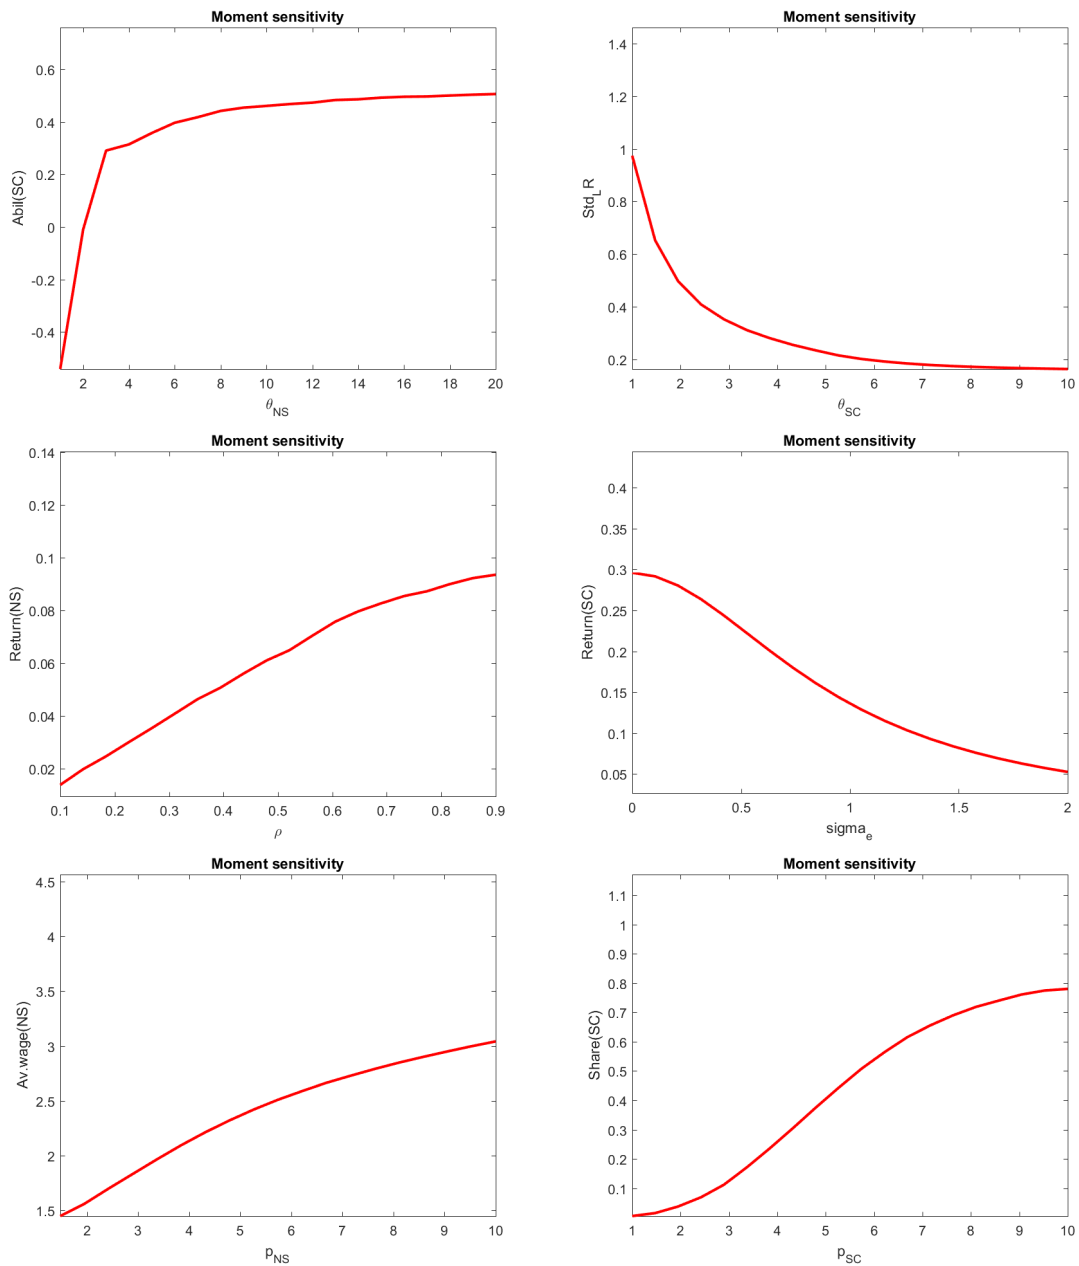 Moment sensitivity
Abil(SC)
0.6
0.4
0.2
0
-0.2
-0.4
2 4 6 8 10 12 14 16 18 20
θNS
Moment sensitivity
Std_L R
1.4
1.2
1
0.8
0.6
0.4
0.2
1 2 3 4 5 6 7 8 9 10
θSC
Moment sensitivity
Return(NS)
0.14
0.12
0.1
0.08
0.06
0.04
0.02
0.1 0.2 0.3 0.4 0.5 0.6 0.7 0.8 0.9
ρ
Moment sensitivity
Return(SC)
0.4
0.35
0.3
0.25
0.2
0.15
0.1
0.05
0 0.5 1 1.5 2
sigma_e
Moment sensitivity
Av.wage(NS)
4.5
4
3.5
3
2.5
2
1.5
2 3 4 5 6 7 8 9 10
pNS
Moment sensitivity
Share(SC)
1.1
1
0.9
0.8
0.7
0.6
0.5
0.4
0.3
0.2
0.1
1 2 3 4 5 6 7 8 9 10
pSC